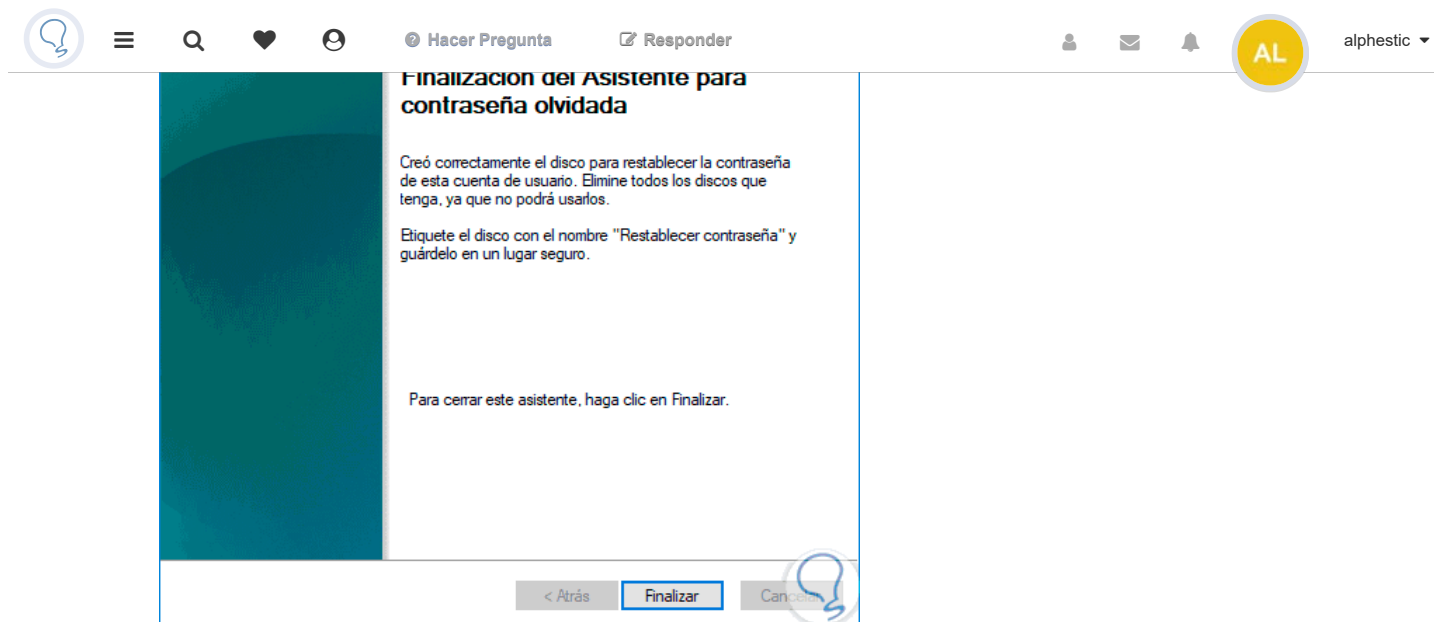 Hacer Pregunta
Responder
AL
alphestic
Finalización del Asistente para
contraseña olvidada
Creó correctamente el disco para restablecer la contraseña
de esta cuenta de usuario. Elimine todos los discos que
tenga, ya que no podrá usarlos.
Etiquete el disco con el nombre "Restablecer contraseña" y
guárdelo en un lugar seguro.
Para cerrar este asistente, haga clic en Finalizar.
< Atrás
Finalizar
Cancelar